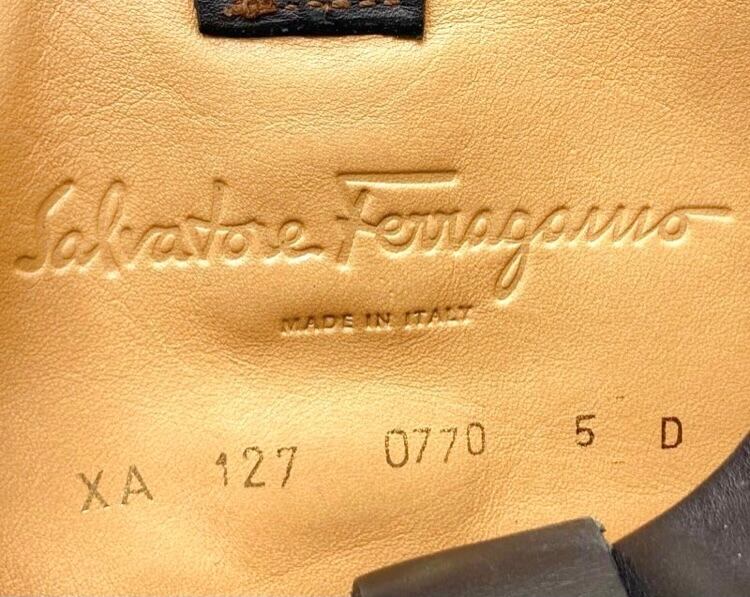 Salvatore Ferragamo
MADE IN ITALY
XA 127 0770 5 D